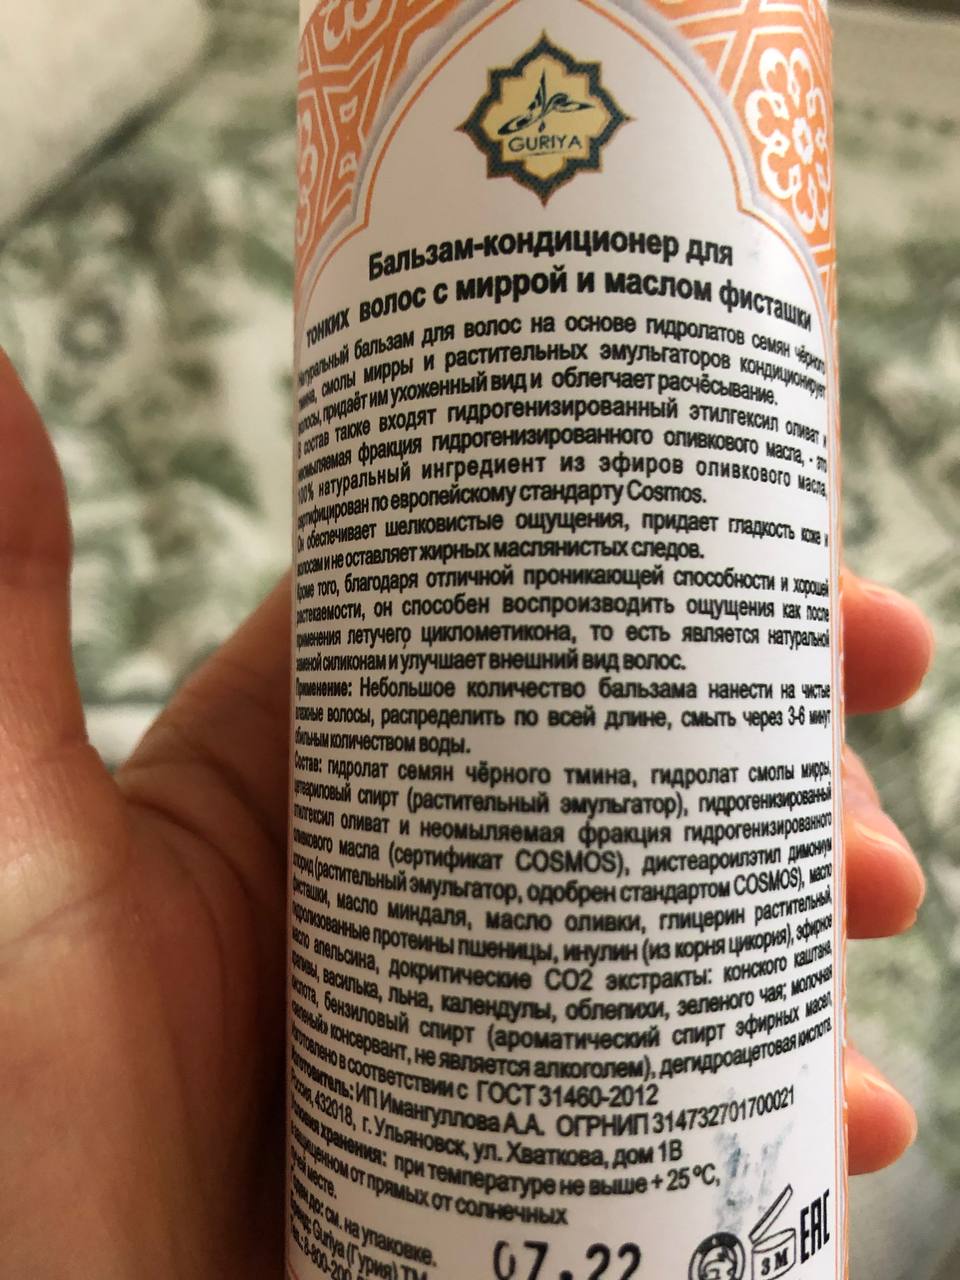 GURIYA
Бальзам-кондиционер для
тонких волос с миррой и маслом фисташки
Натуральный бальзам для волос на основе гидролатов семян чёрного
тмина, смолы мирры и растительных эмульгаторов кондиционирует
волосы, придаёт им ухоженный вид и облегчает расчёсывание.
В состав также входят гидрогенизированный этилгексил оливат и
неомыляемая фракция гидрогенизированного оливкового масла, - это
100% натуральный ингредиент из эфиров оливкового масла,
сертифицирован по европейскому стандарту Cosmos.
Он обеспечивает шелковистые ощущения, придает гладкость коже и
волосам и не оставляет жирных маслянистых следов.
Кроме того, благодаря отличной проникающей способности и хорошей
растекаемости, он способен воспроизводить ощущения как после
применения летучего циклометикона, то есть является натуральной
заменой силиконам и улучшает внешний вид волос.
Применение: Небольшое количество бальзама нанести на чистые
влажные волосы, распределить по всей длине, смыть через 3-6 минут
обильным количеством воды.
Состав: гидролат семян чёрного тмина, гидролат смолы мирры,
цетеариловый спирт (растительный эмульгатор), гидрогенизированый
этилгексил оливат и неомыляемая фракция гидрогенизированного
оливкового масла (сертификат COSMOS), дистеароилэтил димониум
хлорид (растительный эмульгатор, одобрен стандартом COSMOS), масло
фисташки, масло миндаля, масло оливки, глицерин растительный,
гидролизованные протеины пшеницы, инулин (из корня цикория), эфирное
масло апельсина, докритические СО2 экстракты: конского каштана,
крапивы, василька, льна, календулы, облепихи, зеленого чая; молочная
кислота, бензиловый спирт (ароматический спирт эфирных масел,
«зеленый» консервант, не является алкоголем), дегидроацетовая кислота.
Изготовлено в соответствии с ГОСТ 31460-2012
Изготовитель: ИП Имангуллова А.А. ОГРНИП 314732701700021
Россия, 432018, г. Ульяновск, ул. Хваткова, дом 1В
Условия хранения: при температуре не выше + 25 °С,
в защищенном от прямых от солнечных
лучей месте.
Годен до: см. на упаковке.
Бренд: Guriya (Гурия) ТМ
Тел.: 8-800-200
07.22
3 М
EAC